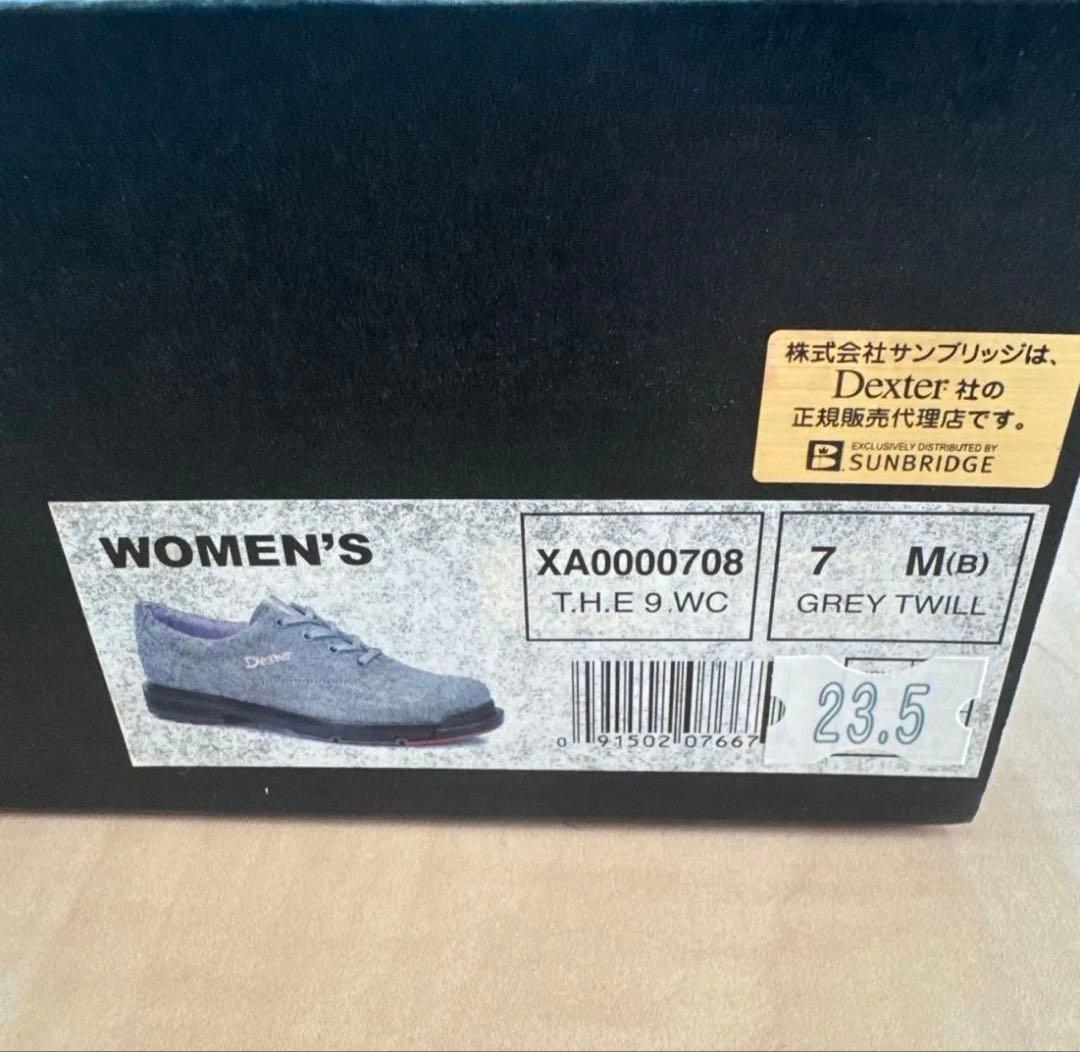 株式会社サンブリッジは、
Dexter 社の
正規販売代理店です。
EXCLUSIVELY DISTRIBUTED BY
B. SUNBRIDGE
WOMEN'S
XA0000708
T.H.E 9 .WC
7 M(B)
GREY TWILL
Dexter
0 91502 07667
23.5